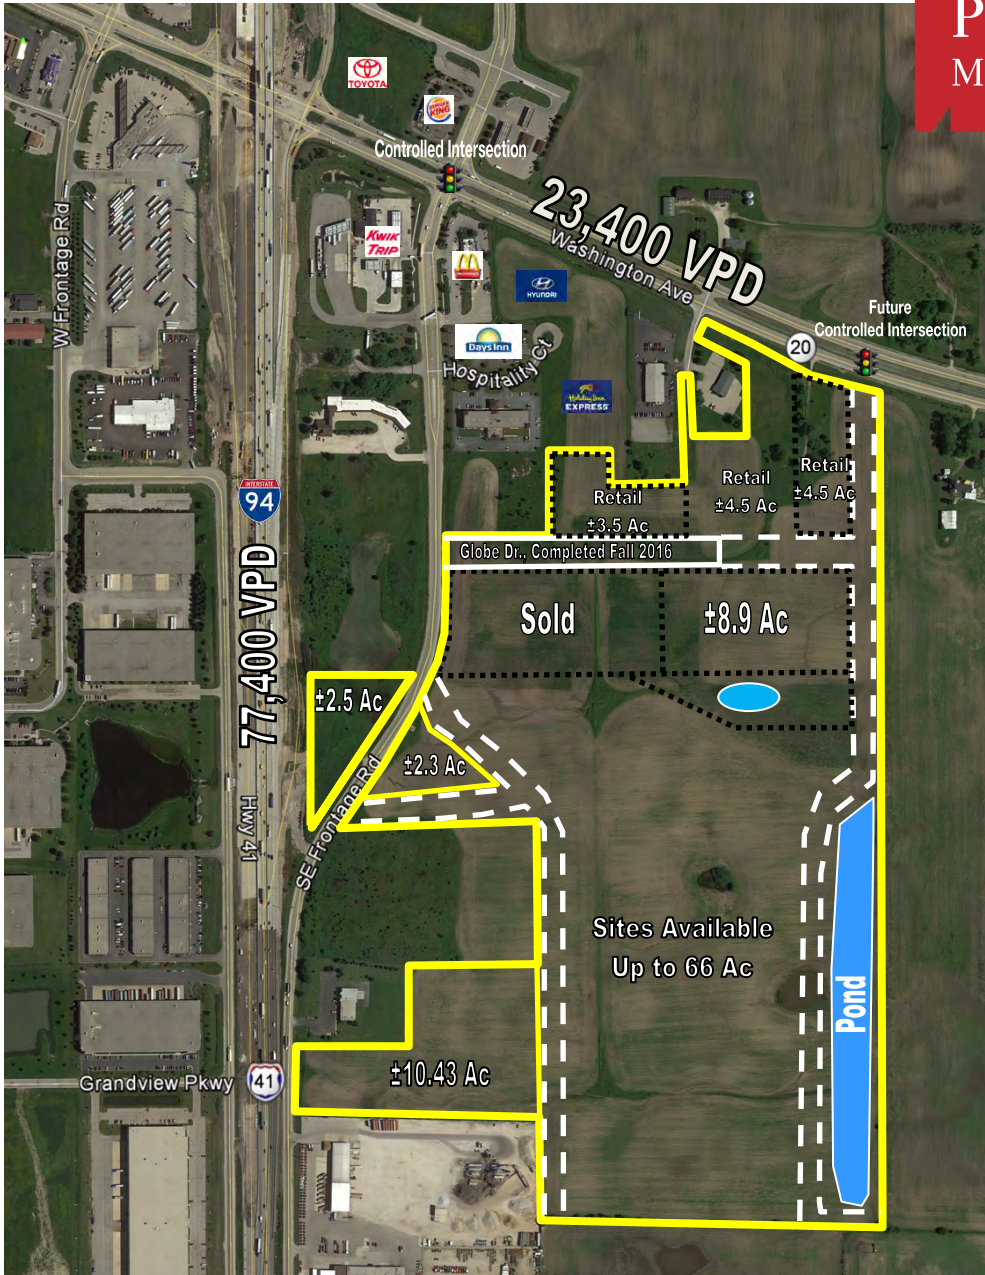 P
M
TOYOTA
BURGER KING
Controlled Intersection
23,400 VPD
Washington Ave
W Frontage Rd
KWIK TRIP
M
HYUNDAI
Future
Controlled Intersection
20
Days Inn
Hospitality Ct
Holiday Inn
EXPRESS
INTERSTATE
94
77,400 VPD
Retail
±3.5 Ac
Retail
±4.5 Ac
Retail
±4.5 Ac
Globe Dr., Completed Fall 2016
Sold
±8.9 Ac
±2.5 Ac
±2.3 Ac
SE Frontage Rd
Hwy 41
Sites Available
Up to 66 Ac
Pond
±10.43 Ac
Grandview Pkwy
41